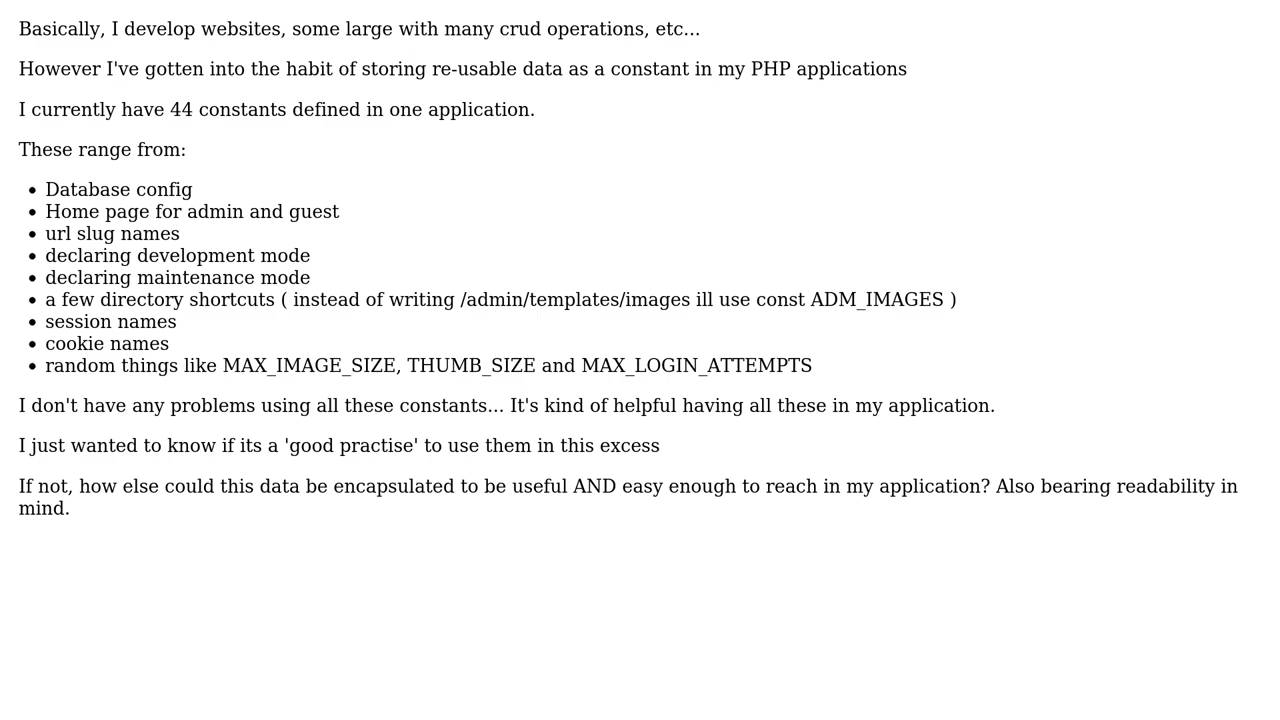 Basically, I develop websites, some large with many crud operations, etc...
However I've gotten into the habit of storing re-usable data as a constant in my PHP applications
I currently have 44 constants defined in one application.
These range from:
Database config
Home page for admin and guest
url slug names
declaring development mode
declaring maintenance mode
a few directory shortcuts ( instead of writing /admin/templates/images ill use const ADM_IMAGES )
session names
cookie names
random things like MAX_IMAGE_SIZE, THUMB_SIZE and MAX_LOGIN_ATTEMPTS
I don't have any problems using all these constants... It's kind of helpful having all these in my application.
I just wanted to know if its a 'good practise' to use them in this excess
If not, how else could this data be encapsulated to be useful AND easy enough to reach in my application? Also bearing readability in
mind.